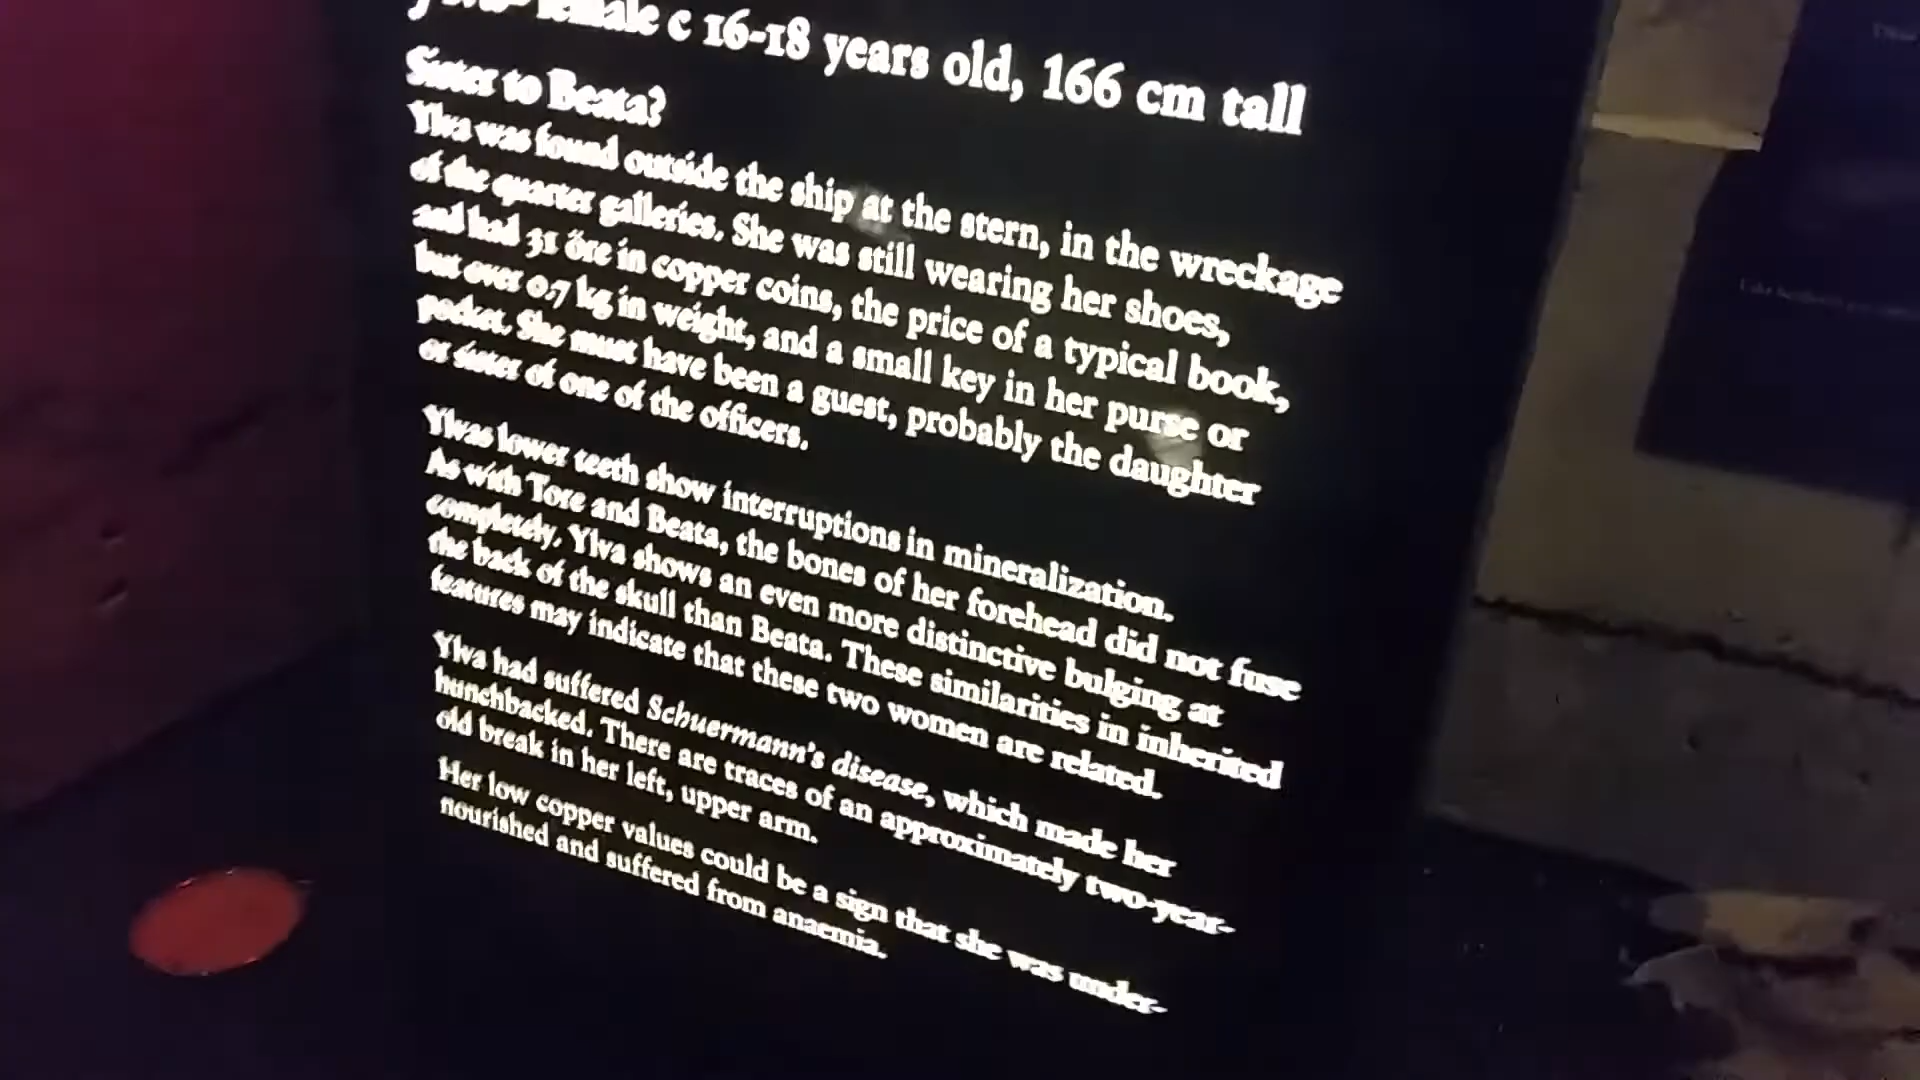 female c 16-18 years old, 166 cm tall
Sister to Beata?
Ylva was found outside the ship at the stern, in the wreckage
of the quarter galleries. She was still wearing her shoes,
and had 31 öre in copper coins, the price of a typical book,
but over 0.7 kg in weight, and a small key in her purse or
pocket. She must have been a guest, probably the daughter
or sister of one of the officers.
Ylvas lower teeth show interruptions in mineralization.
As with Tore and Beata, the bones of her forehead did not fuse
completely. Ylva shows an even more distinctive bulging at
the back of the skull than Beata. These similarities in inherited
features may indicate that these two women are related.
Ylva had suffered Schuermann's disease, which made her
hunchbacked. There are traces of an approximately two-year-
old break in her left, upper arm.
Her low copper values could be a sign that she was under-
nourished and suffered from anaemia.